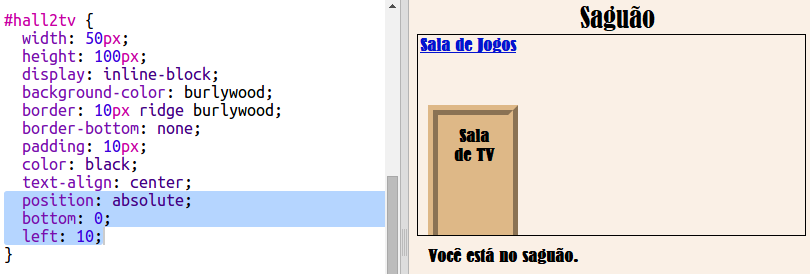 #hall2tv {
width: 50px;
height: 100px;
display: inline-block;
background-color: burlywood;
border: 10px ridge burlywood;
border-bottom: none;
padding: 10px;
color: black;
text-align: center;
position: absolute;
bottom: 0;
left: 10;
}
Saguão
Sala de Jogos
Sala
de TV
Você está no saguão.